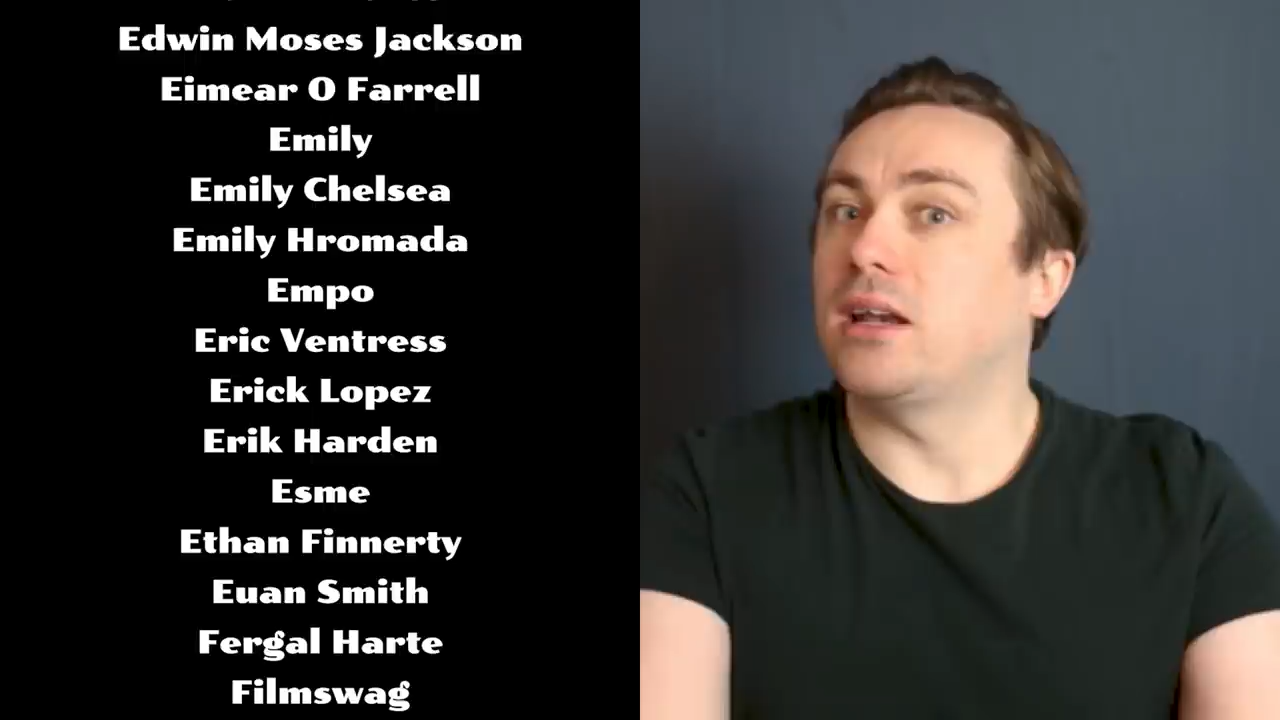 Edwin Moses Jackson
Eimear O Farrell
Emily
Emily Chelsea
Emily Hromada
Empo
Eric Ventress
Erick Lopez
Erik Harden
Esme
Ethan Finnerty
Euan Smith
Fergal Harte
Filmswag